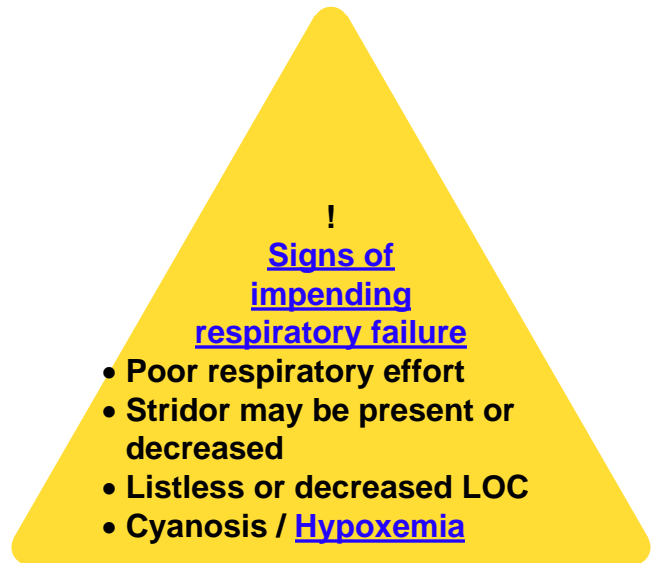 !
Signs of
impending
respiratory failure
• Poor respiratory effort
• Stridor may be present or
decreased
• Listless or decreased LOC
• Cyanosis / Hypoxemia